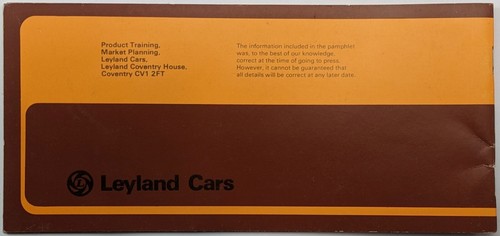 Product Training,
Market Planning,
Leyland Cars,
Leyland Coventry House,
Coventry CV1 2FT
The information included in the pamphlet
was, to the best of our knowledge,
correct at the time of going to press.
However, it cannot be guaranteed that
all details will be correct at any later date.
L Leyland Cars